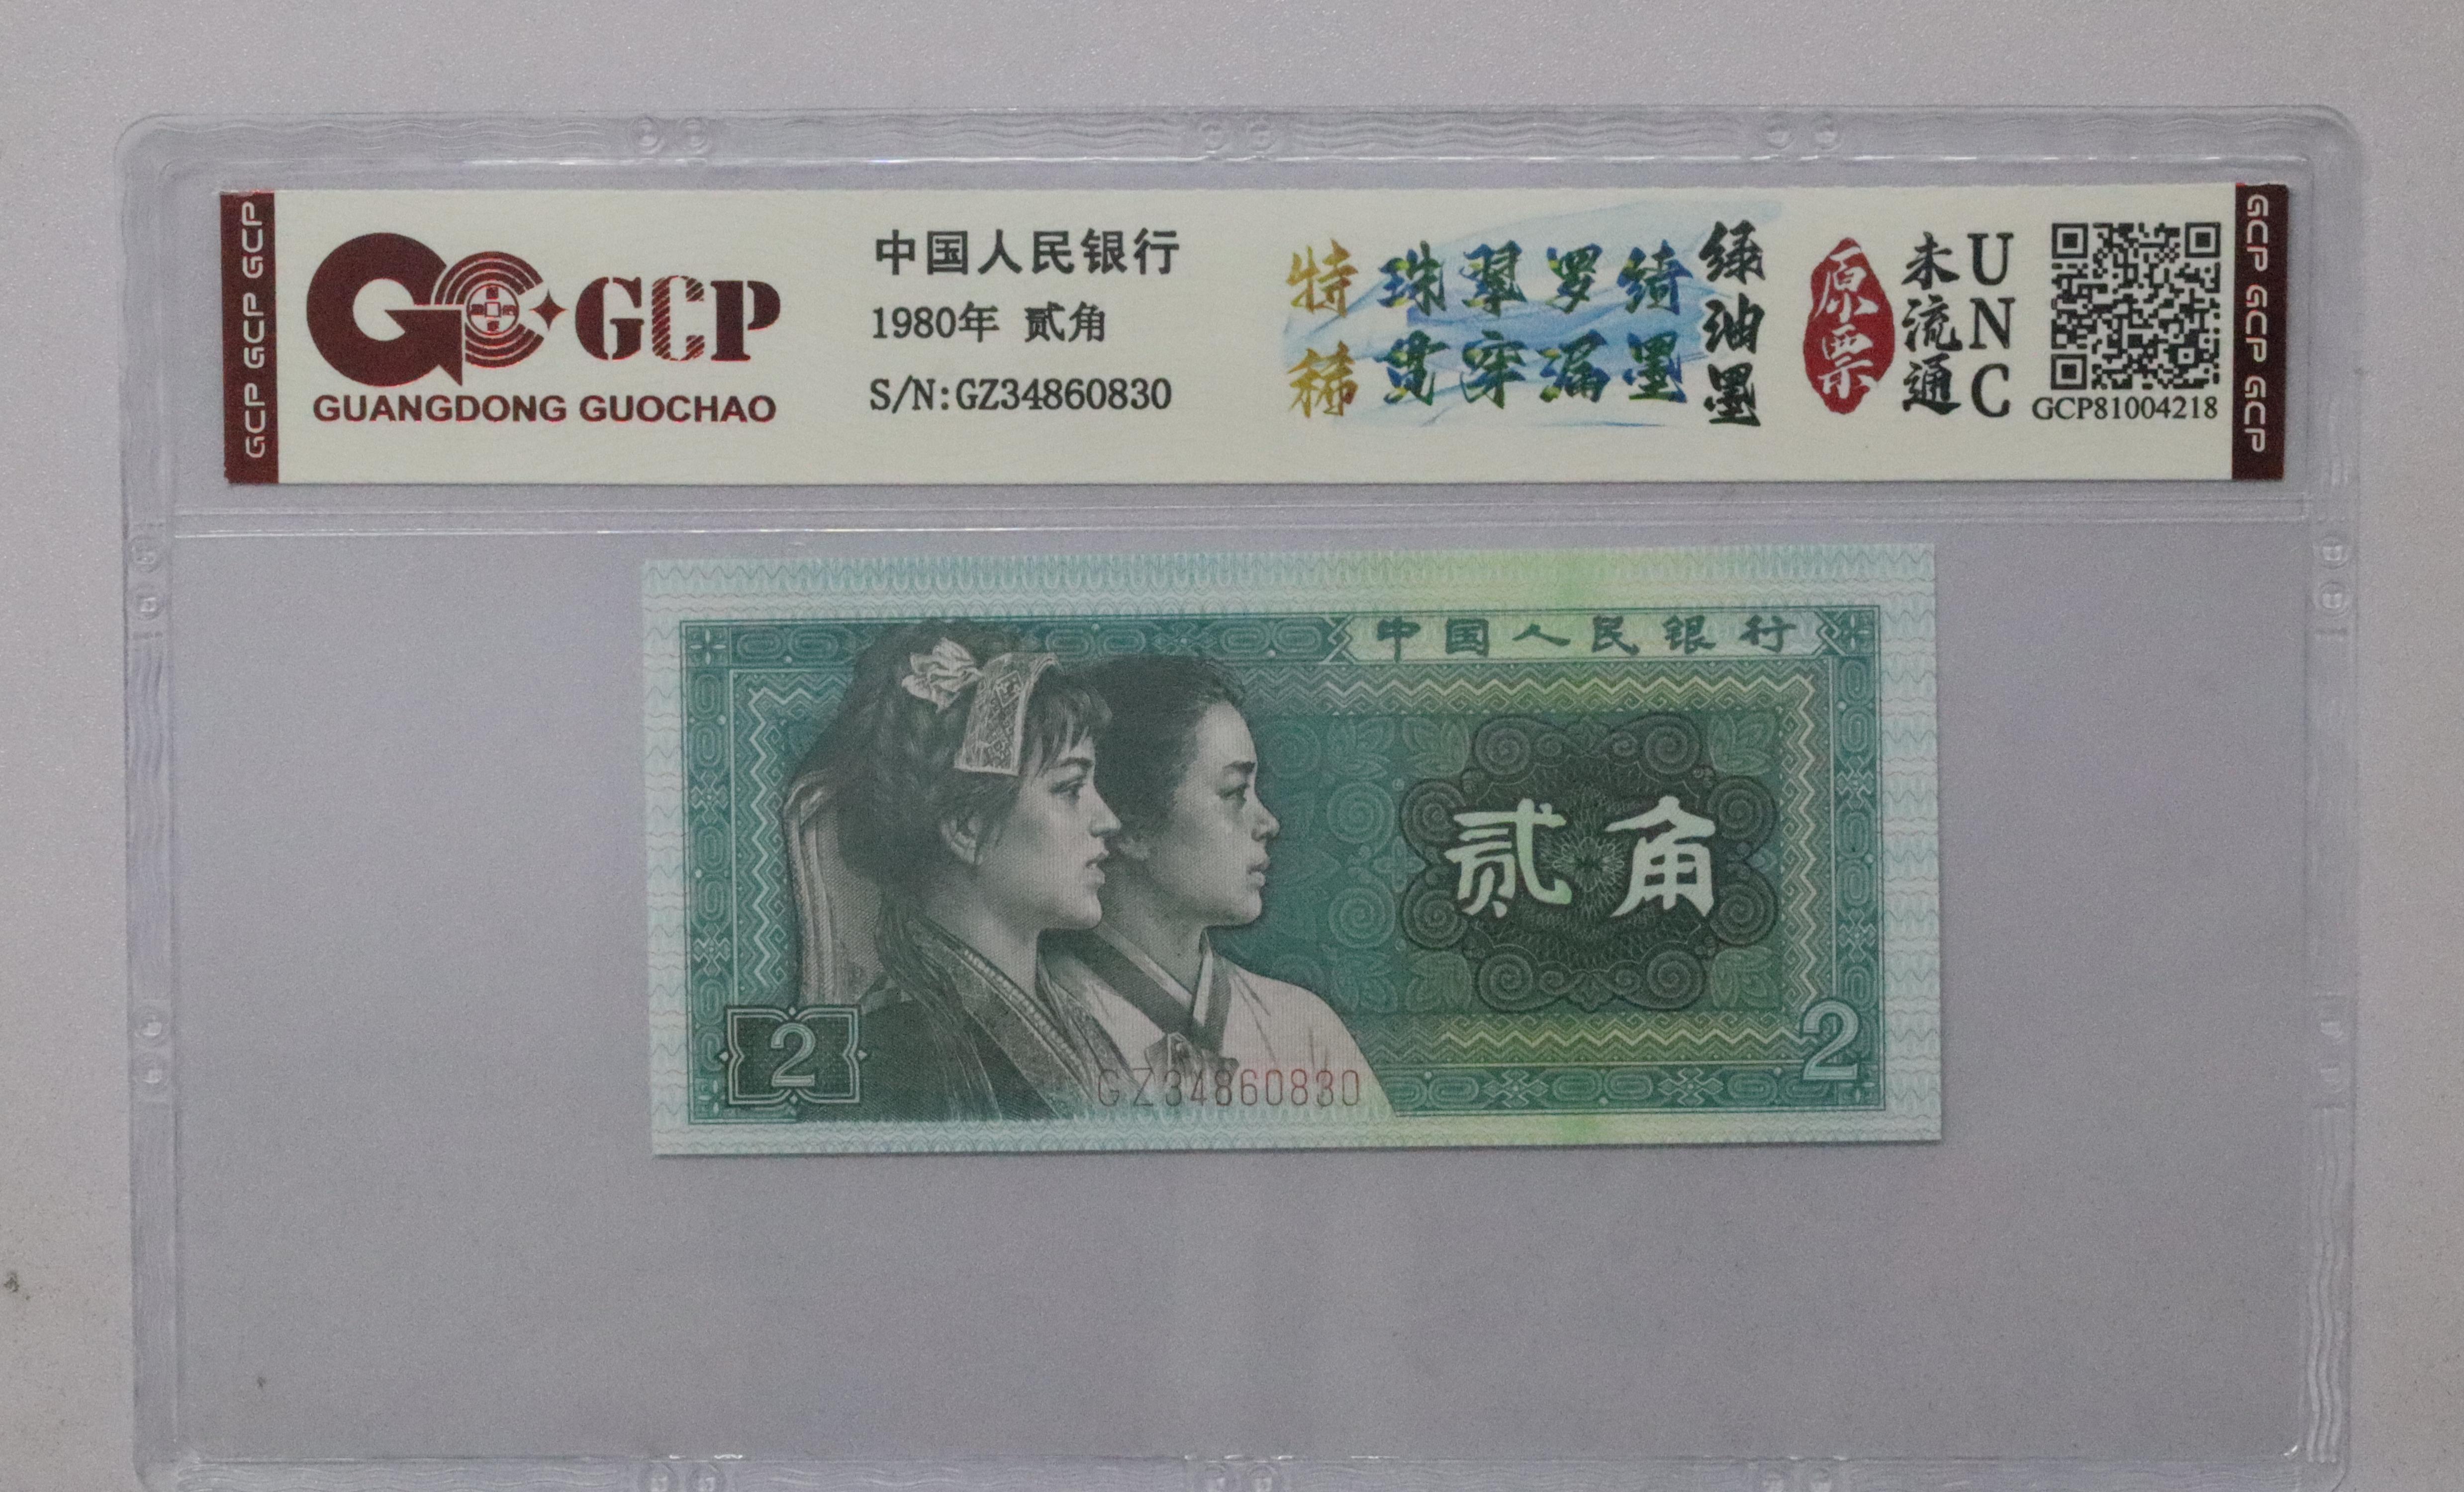 GCP GCP GCP
GCP
GUANGDONG GUOCHAO
中国人民银行
1980年 贰角
S/N:GZ34860830
特稀
珠翠罗绮
贯穿漏墨
绿油墨
原票
未流通
UNC
GCP81004218
GCP GCP GCP
中国人民银行
贰角
2
2
GZ34860830